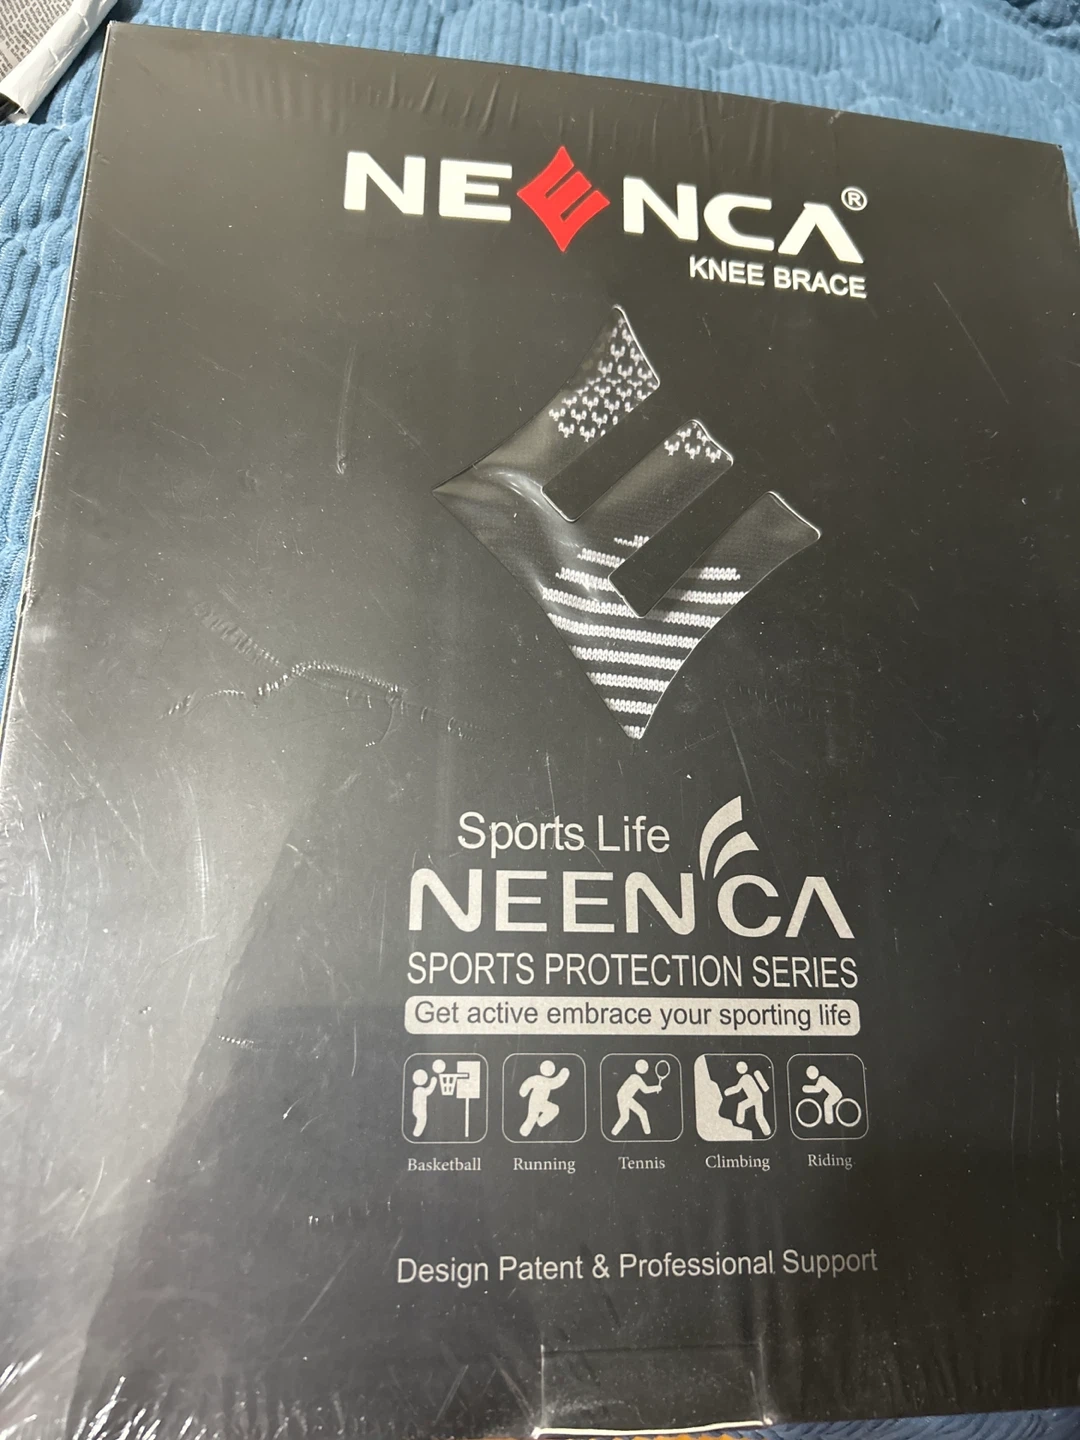 NEENCA®
KNEE BRACE
Sports Life
NEENCA
SPORTS PROTECTION SERIES
Get active embrace your sporting life
Basketball Running Tennis Climbing Riding
Design Patent & Professional Support